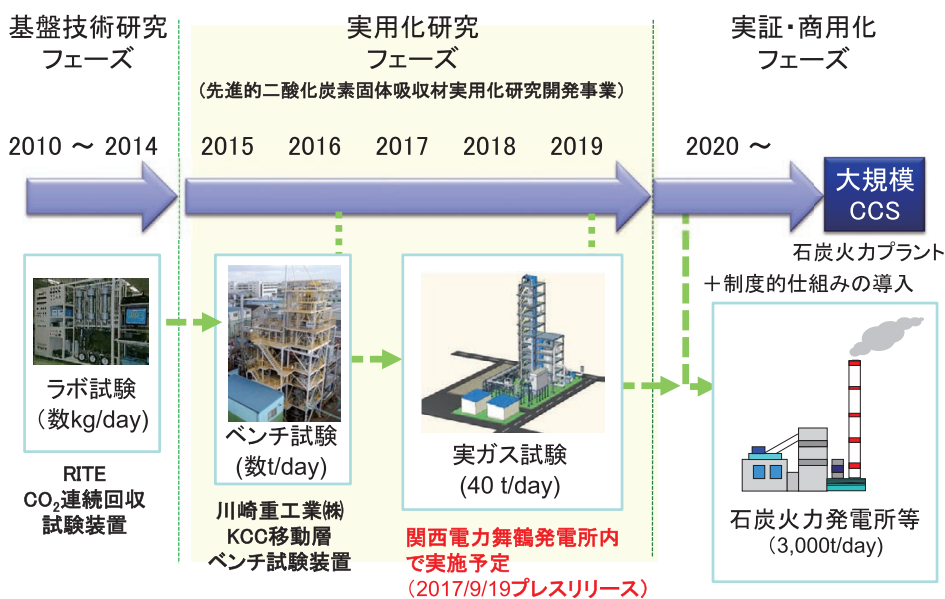 基盤技術研究
フェーズ
実用化研究
フェーズ
（先進的二酸化炭素固体吸収材実用化研究開発事業）
実証・商用化
フェーズ
2010 ～ 2014
2015 2016 2017 2018 2019
2020 ～
大規模
CCS
石炭火力プラント
＋制度的仕組みの導入
ラボ試験
（数kg/day)
RITE
CO₂連続回収
試験装置
ベンチ試験
(数t/day)
川崎重工業㈱
KCC移動層
ベンチ試験装置
実ガス試験
(40 t/day)
関西電力舞鶴発電所内
で実施予定
（2017/9/19プレスリリース）
石炭火力発電所等
（3,000t/day)